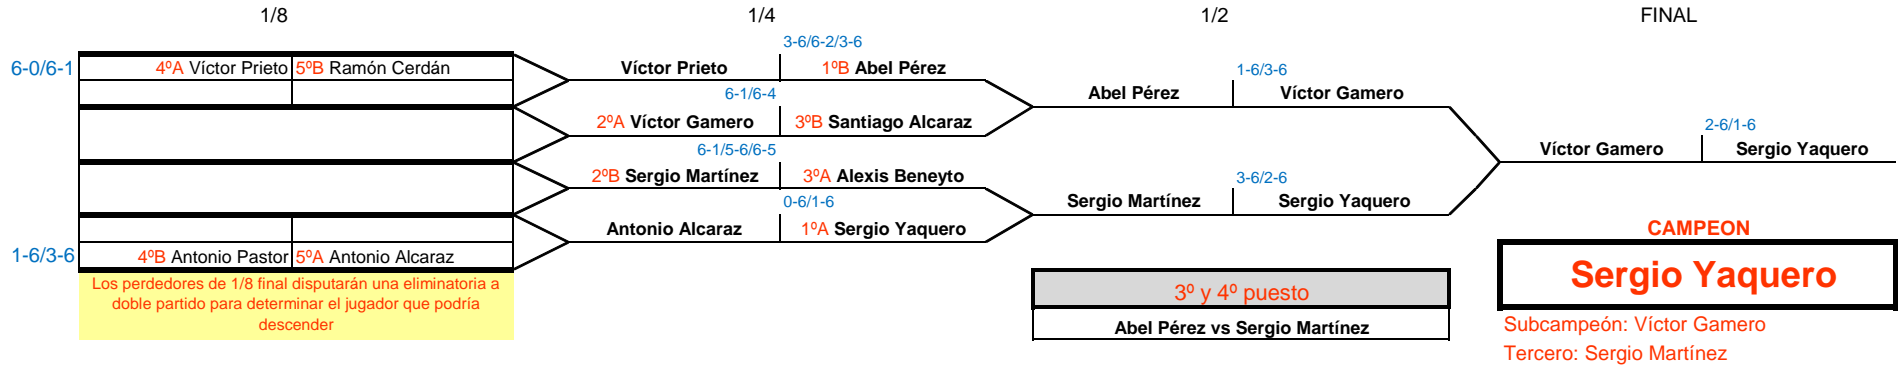 1/8
1/4
1/2
FINAL
3-6/6-2/3-6
6-0/6-1
4ºA Víctor Prieto 5ºB Ramón Cerdán
Víctor Prieto 1ºB Abel Pérez
1-6/3-6
6-1/6-4
Abel Pérez Víctor Gamero
2ºA Víctor Gamero 3ºB Santiago Alcaraz
2-6/1-6
6-1/5-6/6-5
Víctor Gamero Sergio Yaquero
2ºB Sergio Martínez 3ºA Alexis Beneyto
3-6/2-6
0-6/1-6
Sergio Martínez Sergio Yaquero
Antonio Alcaraz 1ºA Sergio Yaquero
CAMPEON
1-6/3-6
4ºB Antonio Pastor 5ºA Antonio Alcaraz
Sergio Yaquero
Los perdedores de 1/8 final disputarán una eliminatoria a
doble partido para determinar el jugador que podría
descender
3º y 4º puesto
Abel Pérez vs Sergio Martínez
Subcampeón: Víctor Gamero
Tercero: Sergio Martínez